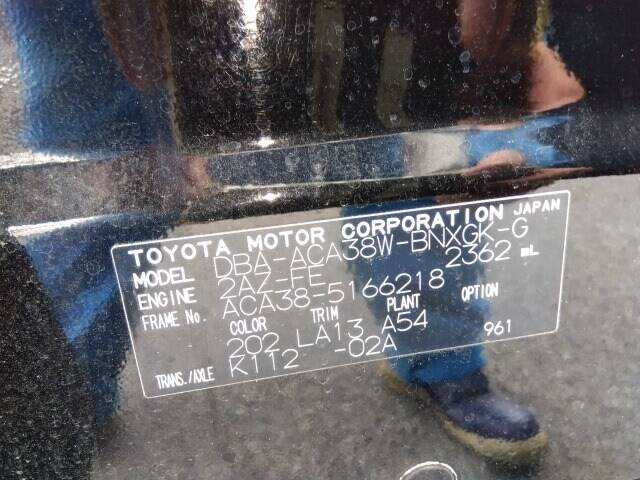 TOYOTA MOTOR CORPORATION JAPAN
MODEL DBA-ACA38W-BNXGK-G
ENGINE 2AZ-FE 2362 mL
FRAME NO. ACA38-5166218
COLOR TRIM PLANT OPTION
202 LA13 A54 961
TRANS./AXLE K112 -02A